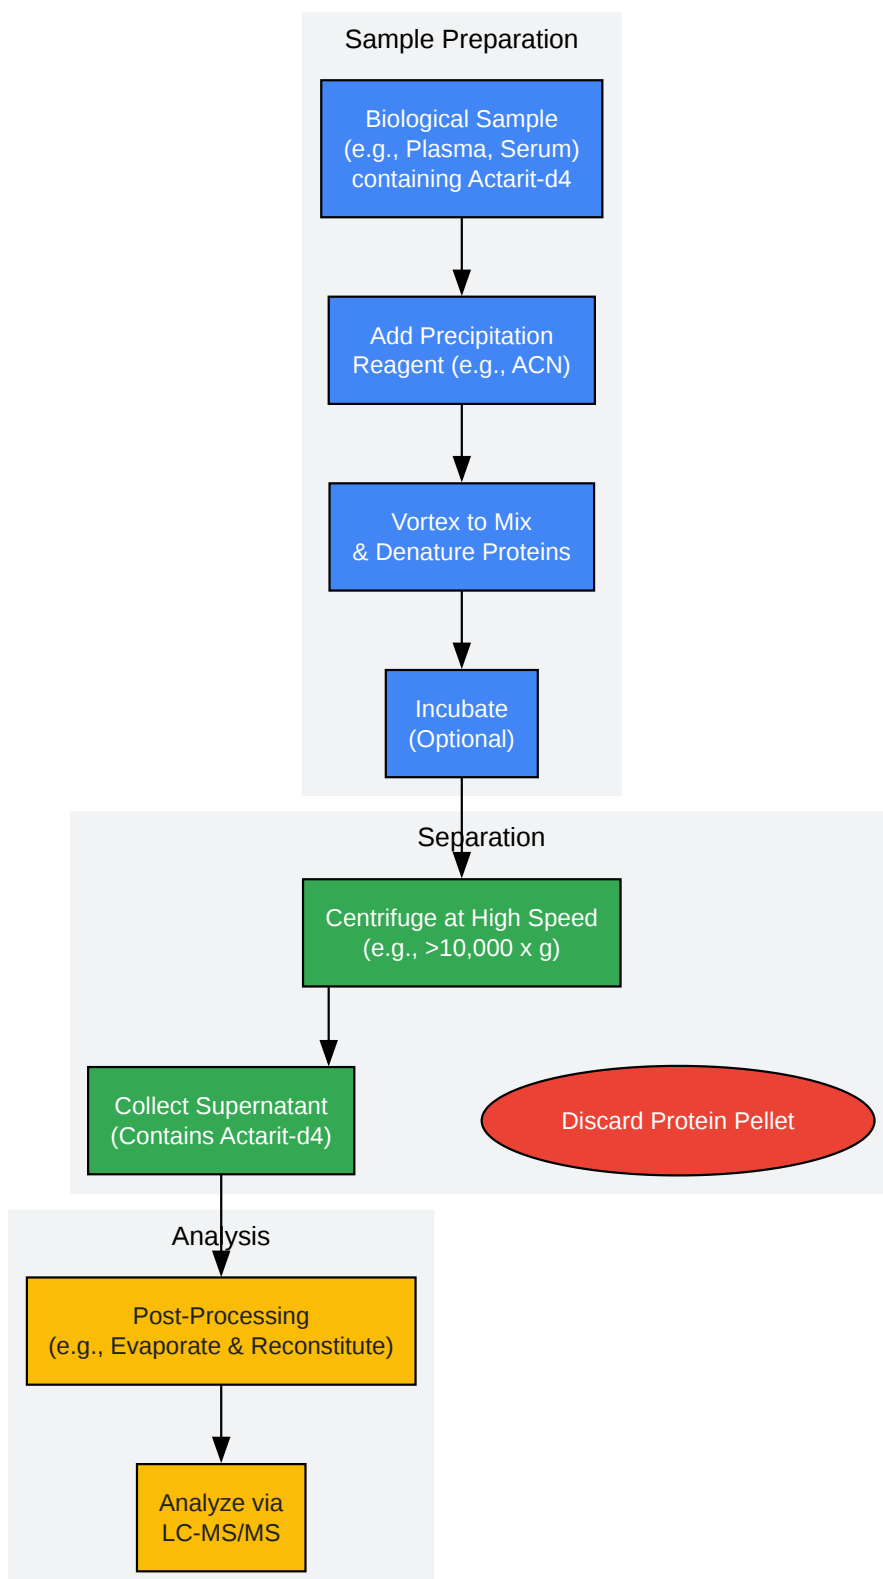 Sample Preparation
Biological Sample
(e.g., Plasma, Serum)
containing Actarit-d4
Add Precipitation
Reagent (e.g., ACN)
Vortex to Mix
& Denature Proteins
Incubate
(Optional)
Separation
Centrifuge at High Speed
(e.g., >10,000 x g)
Collect Supernatant
(Contains Actarit-d4)
Discard Protein Pellet
Analysis
Post-Processing
(e.g., Evaporate & Reconstitute)
Analyze via
LC-MS/MS